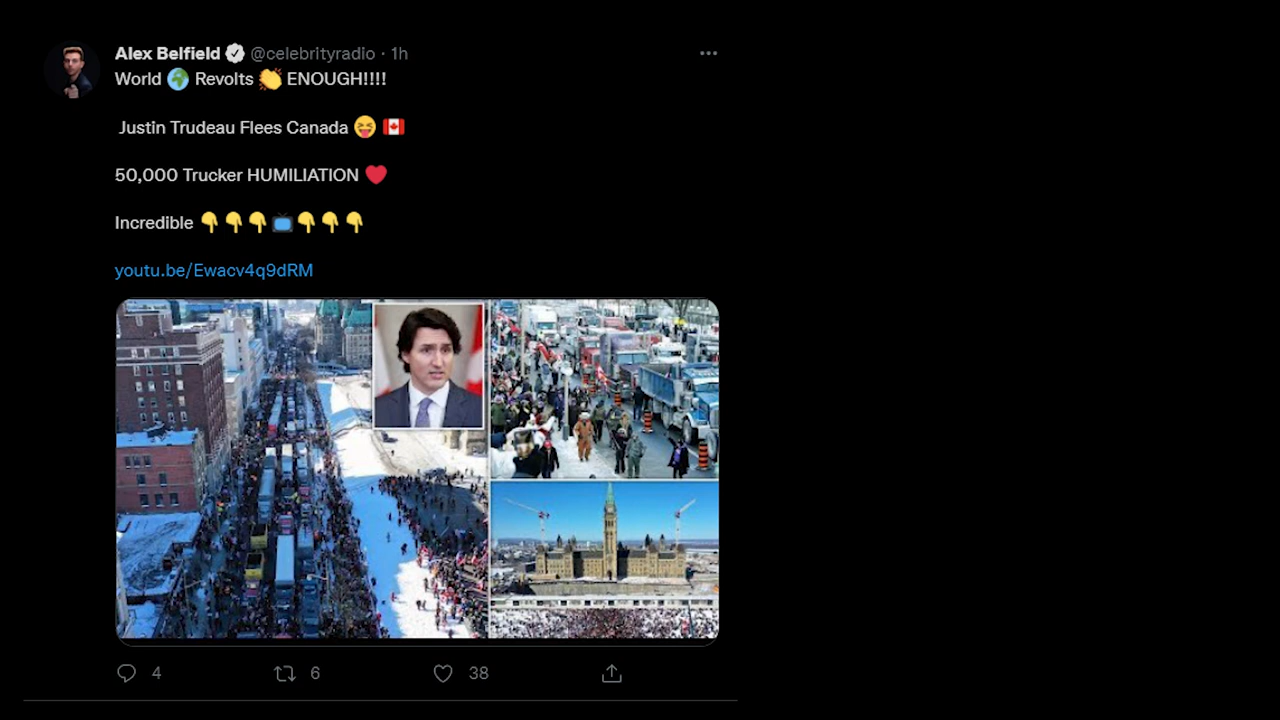 Alex Belfield @celebrityradio · 1h
World 🌍 Revolts 👏 ENOUGH!!!!
Justin Trudeau Flees Canada 😝 🇨🇦
50,000 Trucker HUMILIATION ❤️
Incredible 👇👇👇📺👇👇👇
youtu.be/Ewacv4q9dRM
4 6 38